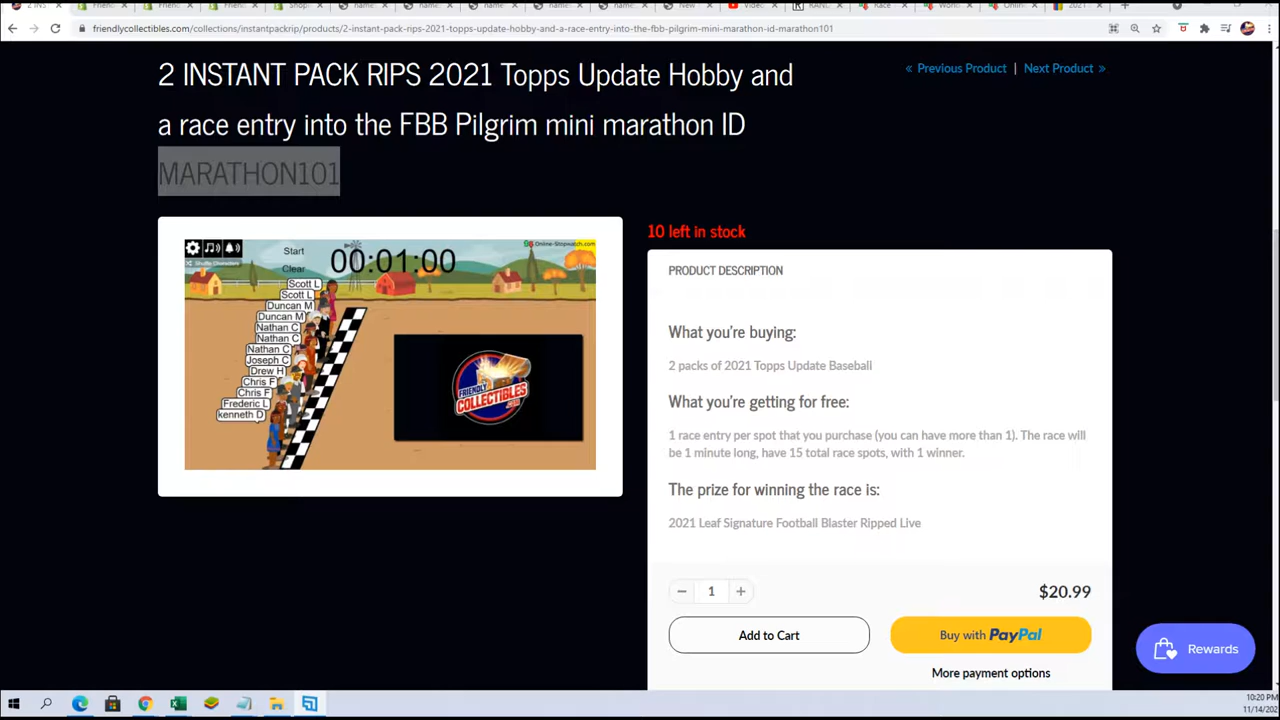 friendlycollectibles.com/collections/instantpackrip/products/2-instant-pack-rips-2021-topps-update-hobby-and-a-race-entry-into-the-fbb-pilgrim-mini-marathon-id-marathon101
2 INSTANT PACK RIPS 2021 Topps Update Hobby and
a race entry into the FBB Pilgrim mini marathon ID
MARATHON101
« Previous Product | Next Product »
10 left in stock
Start
Clear
00:01:00
Online-Stopwatch.com
Scott L
Scott L
Duncan M
Duncan M
Nathan C
Nathan C
Nathan C
Joseph C
Drew H
Chris F
Chris F
Frederic L
kenneth D
FRIENDLY
COLLECTIBLES
.COM
PRODUCT DESCRIPTION
What you're buying:
2 packs of 2021 Topps Update Baseball
What you're getting for free:
1 race entry per spot that you purchase (you can have more than 1). The race will
be 1 minute long, have 15 total race spots, with 1 winner.
The prize for winning the race is:
2021 Leaf Signature Football Blaster Ripped Live
− 1 +
$20.99
Add to Cart
Buy with PayPal
More payment options
Rewards
10:20 PM
11/14/202